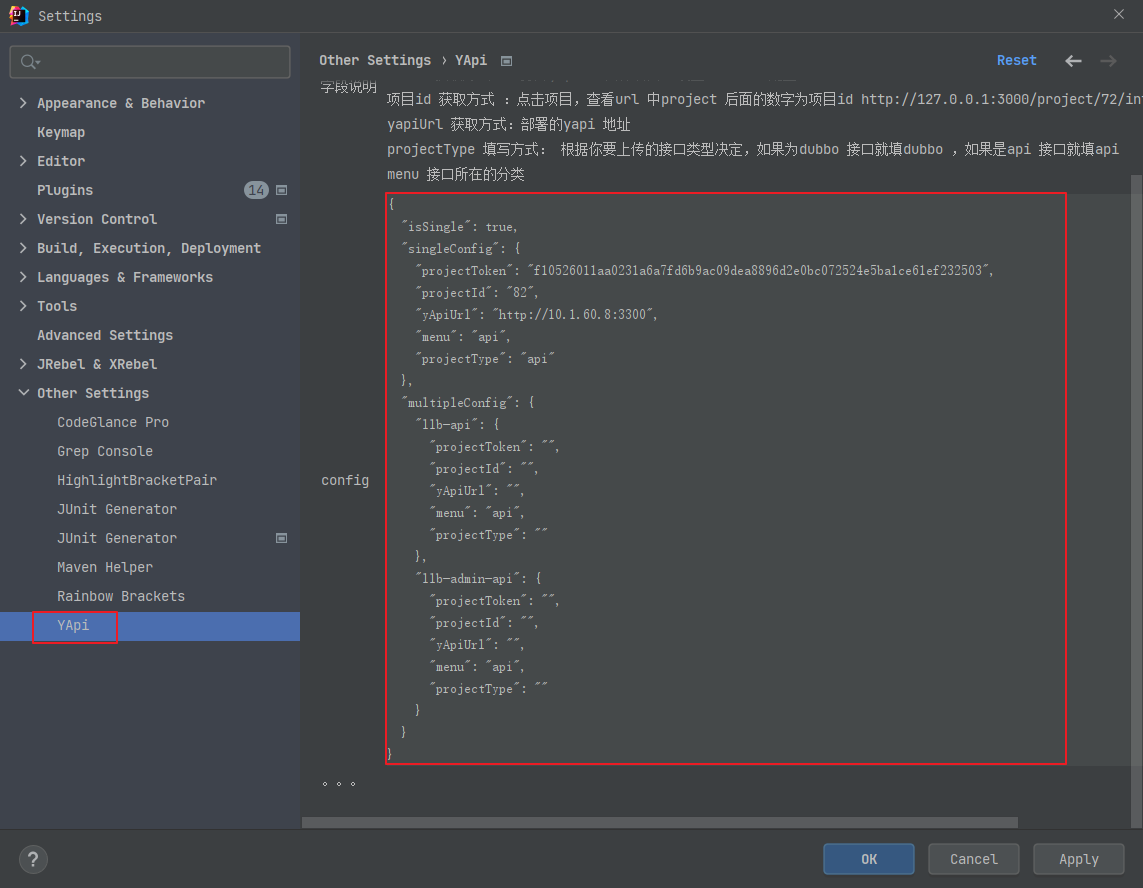 Settings
Appearance & Behavior
Keymap
Editor
Plugins 14
Version Control
Build, Execution, Deployment
Languages & Frameworks
Tools
Advanced Settings
JRebel & XRebel
Other Settings
CodeGlance Pro
Grep Console
HighlightBracketPair
JUnit Generator
JUnit Generator
Maven Helper
Rainbow Brackets
YApi
Other Settings › YApi
Reset
字段说明
项目id 获取方式 ：点击项目，查看url 中project 后面的数字为项目id http://127.0.0.1:3000/project/72/in
yapiUrl 获取方式：部署的yapi 地址
projectType 填写方式： 根据你要上传的接口类型决定，如果为dubbo 接口就填dubbo ，如果是api 接口就填api
menu 接口所在的分类
config
{
"isSingle": true,
"singleConfig": {
"projectToken": "f10526011aa0231a6a7fd6b9ac09dea8896d2e0bc072524e5ba1ce61ef232503",
"projectId": "82",
"yApiUrl": "http://10.1.60.8:3300",
"menu": "api",
"projectType": "api"
},
"multipleConfig": {
"llb-api": {
"projectToken": "",
"projectId": "",
"yApiUrl": "",
"menu": "api",
"projectType": ""
},
"llb-admin-api": {
"projectToken": "",
"projectId": "",
"yApiUrl": "",
"menu": "api",
"projectType": ""
}
}
}
。。。
?
OK
Cancel
Apply